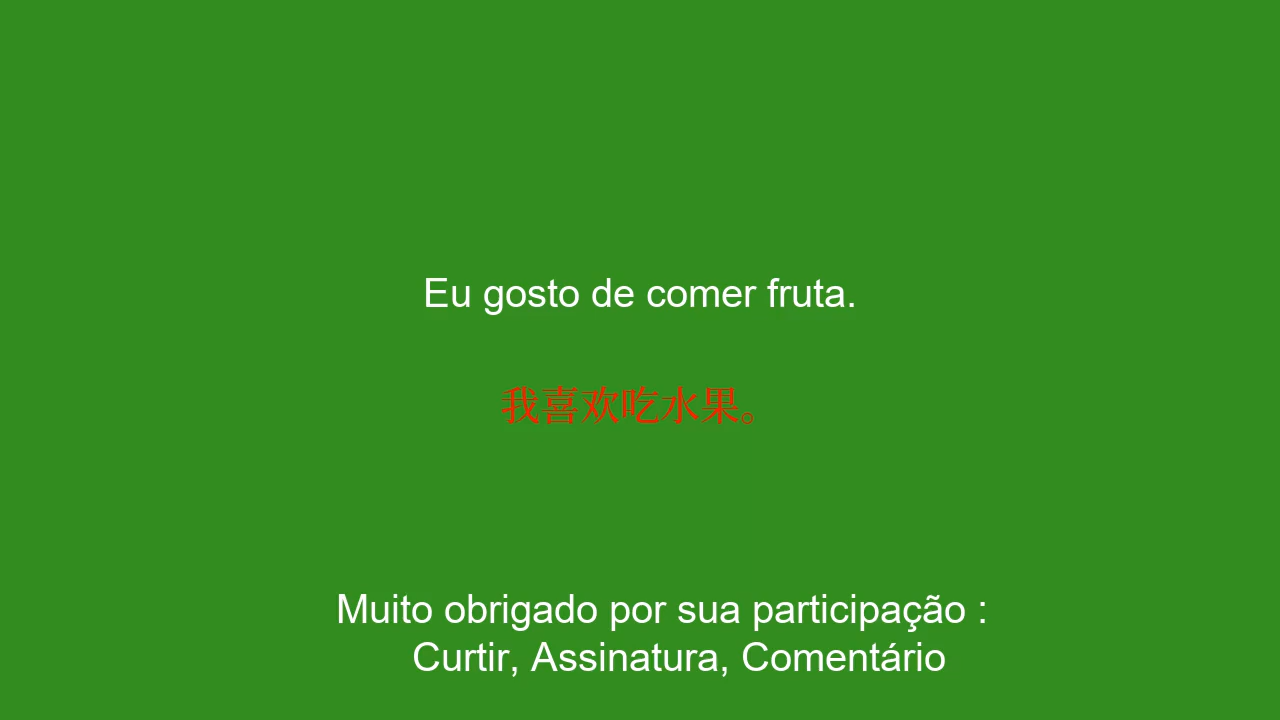 Eu gosto de comer fruta.
我喜欢吃水果。
Muito obrigado por sua participação :
Curtir, Assinatura, Comentário